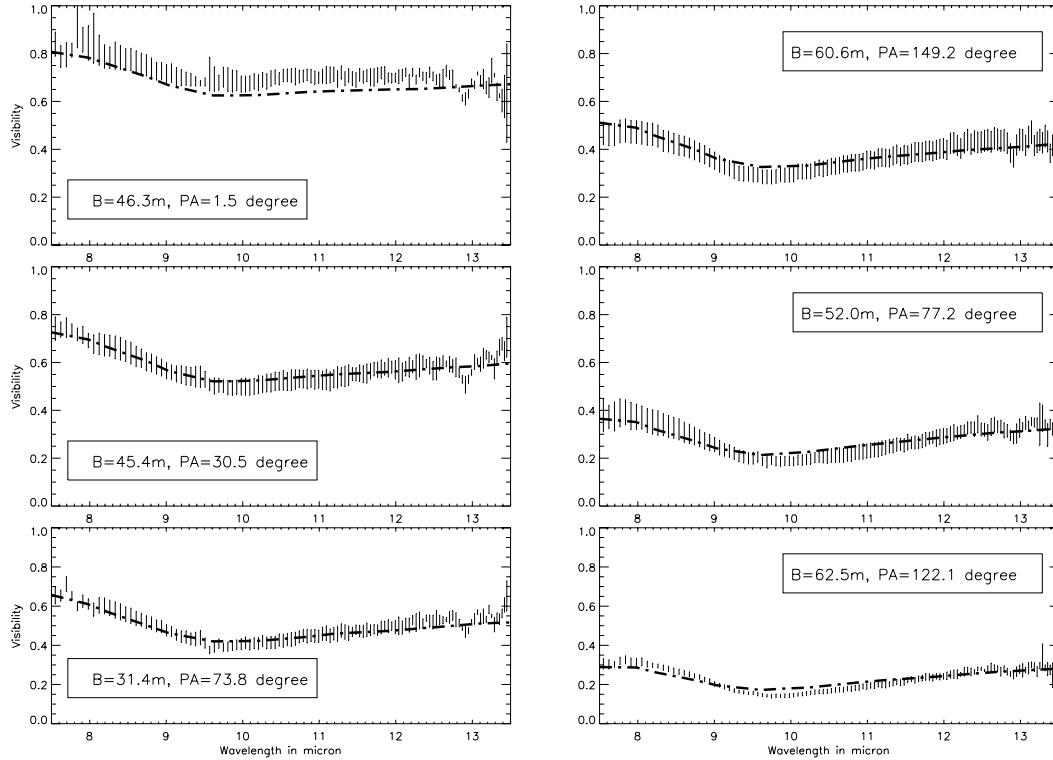 1.0
0.8
0.6
0.4
0.2
0.0
Visibility
B=46.3m, PA=1.5 degree
8 9 10 11 12 13
1.0
0.8
0.6
0.4
0.2
0.0
Visibility
B=45.4m, PA=30.5 degree
8 9 10 11 12 13
1.0
0.8
0.6
0.4
0.2
0.0
Visibility
B=31.4m, PA=73.8 degree
8 9 10 11 12 13
Wavelength in micron
1.0
0.8
0.6
0.4
0.2
0.0
B=60.6m, PA=149.2 degree
8 9 10 11 12 13
1.0
0.8
0.6
0.4
0.2
0.0
B=52.0m, PA=77.2 degree
8 9 10 11 12 13
1.0
0.8
0.6
0.4
0.2
0.0
B=62.5m, PA=122.1 degree
8 9 10 11 12 13
Wavelength in micron